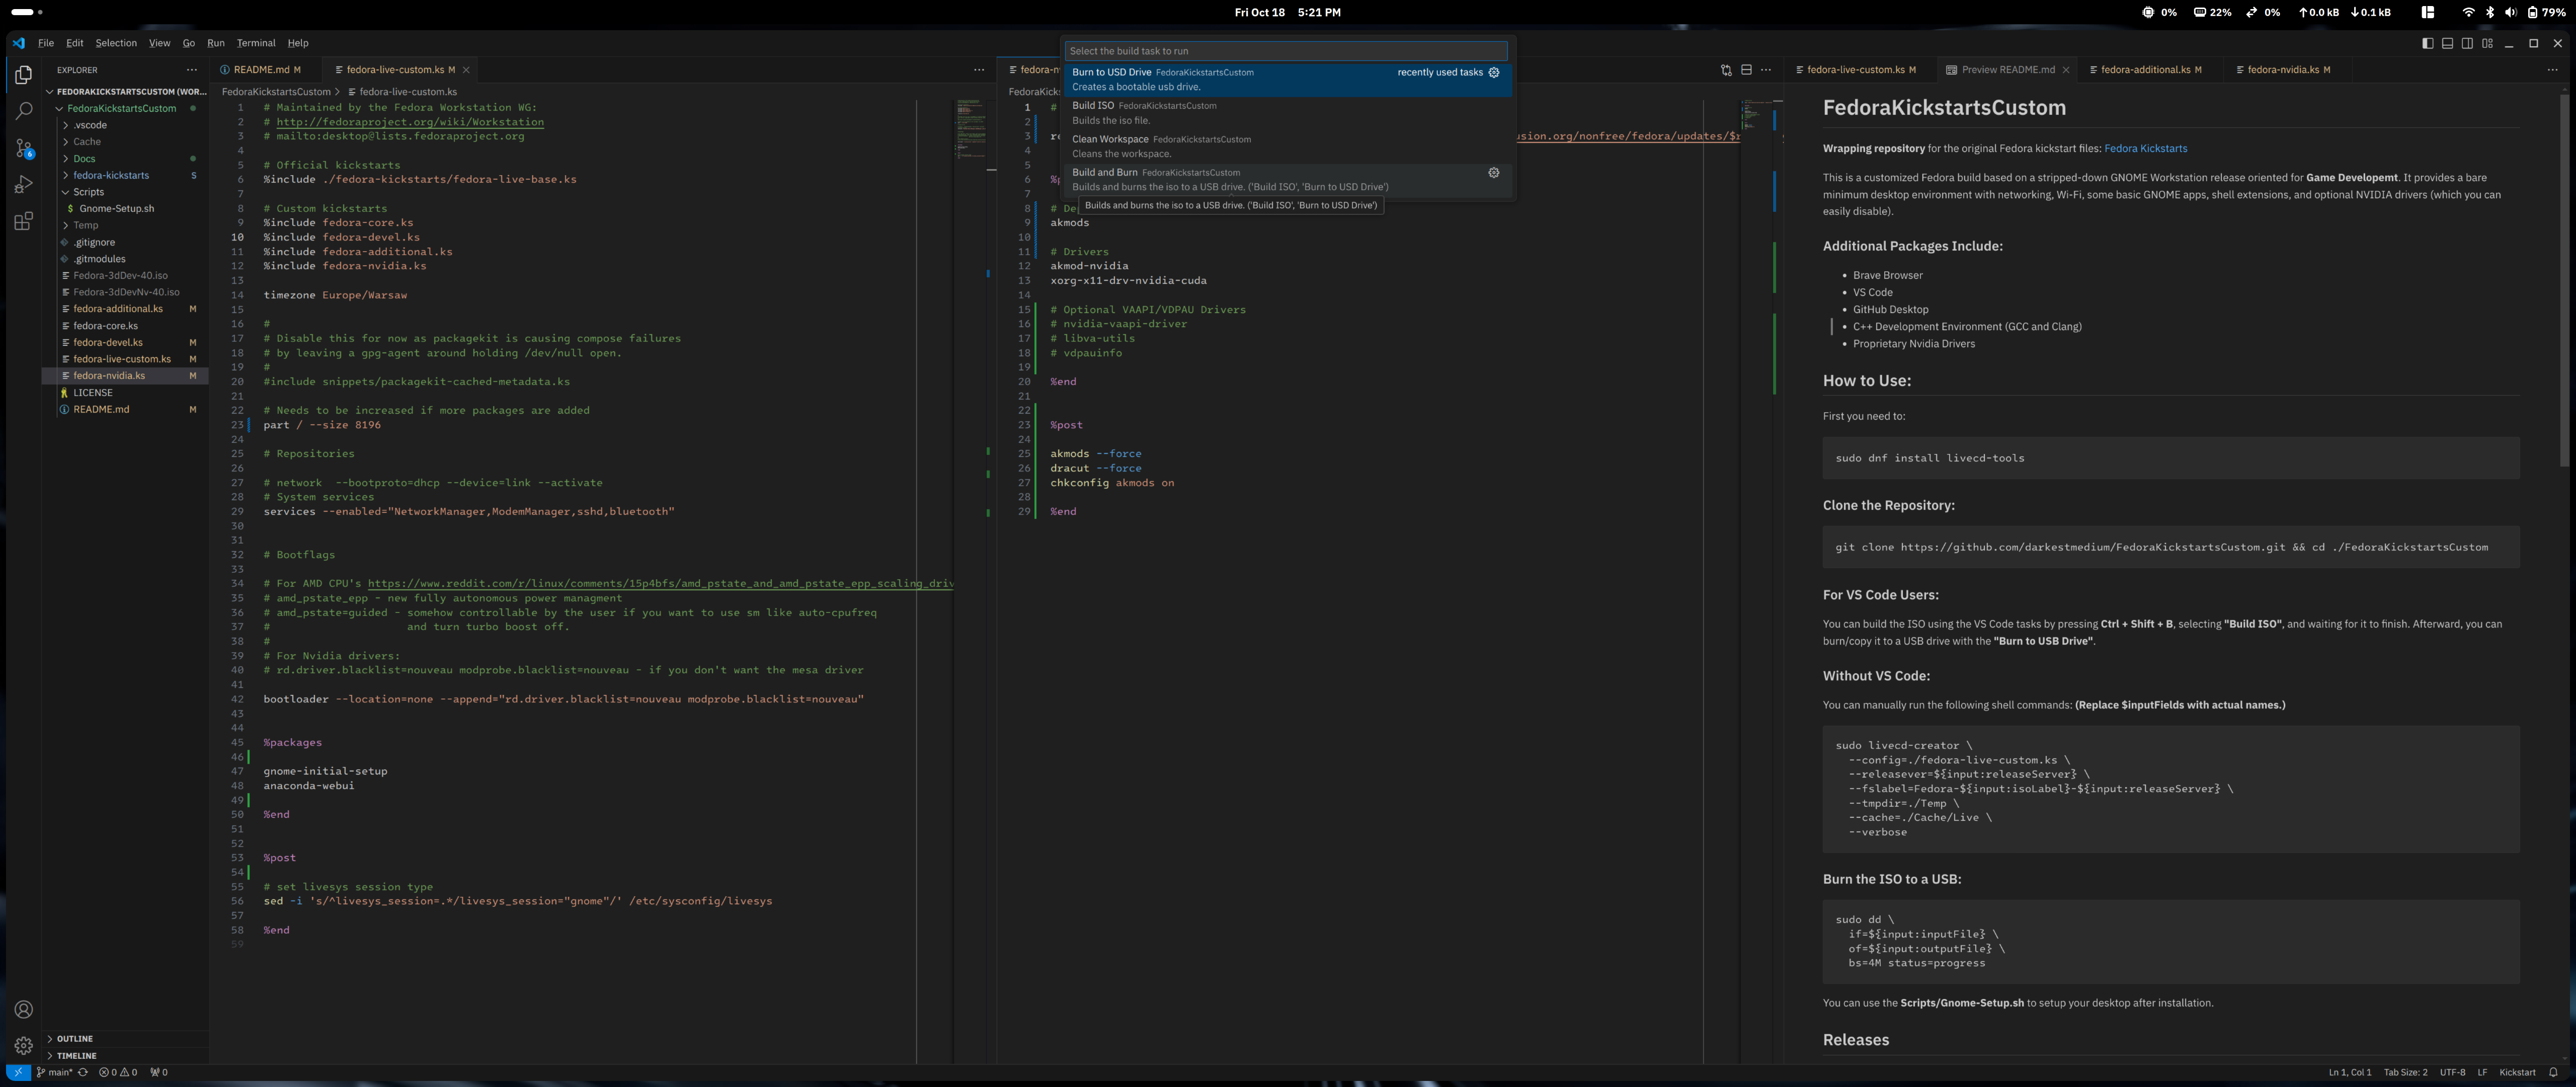 Fri Oct 18 5:21 PM
0% 22% 0% ↑0.0 kB ↓0.1 kB 79%
File Edit Selection View Go Run Terminal Help
EXPLORER
FEDORAKICKSTARTSCUSTOM (WOR...
FedoraKickstartsCustom
.vscode
Cache
Docs
fedora-kickstarts S
Scripts
$ Gnome-Setup.sh
Temp
.gitignore
.gitmodules
Fedora-3dDev-40.iso
Fedora-3dDevNv-40.iso
fedora-additional.ks M
fedora-core.ks
fedora-devel.ks M
fedora-live-custom.ks M
fedora-nvidia.ks M
LICENSE
README.md M
6
OUTLINE
TIMELINE
README.md M fedora-live-custom.ks M
FedoraKickstartsCustom > fedora-live-custom.ks
1 # Maintained by the Fedora Workstation WG:
2 # http://fedoraproject.org/wiki/Workstation
3 # mailto:desktop@lists.fedoraproject.org
4
5 # Official kickstarts
6 %include ./fedora-kickstarts/fedora-live-base.ks
7
8 # Custom kickstarts
9 %include fedora-core.ks
10 %include fedora-devel.ks
11 %include fedora-additional.ks
12 %include fedora-nvidia.ks
13
14 timezone Europe/Warsaw
15
16 #
17 # Disable this for now as packagekit is causing compose failures
18 # by leaving a gpg-agent around holding /dev/null open.
19 #
20 #include snippets/packagekit-cached-metadata.ks
21
22 # Needs to be increased if more packages are added
23 part / --size 8196
24
25 # Repositories
26
27 # network  --bootproto=dhcp --device=link --activate
28 # System services
29 services --enabled="NetworkManager,ModemManager,sshd,bluetooth"
30
31
32 # Bootflags
33
34 # For AMD CPU's https://www.reddit.com/r/linux/comments/15p4bfs/amd_pstate_and_amd_pstate_epp_scaling_driv
35 # amd_pstate_epp - new fully autonomous power managment
36 # amd_pstate=guided - somehow controllable by the user if you want to use sm like auto-cpufreq
37 # and turn turbo boost off.
38 #
39 # For Nvidia drivers:
40 # rd.driver.blacklist=nouveau modprobe.blacklist=nouveau - if you don't want the mesa driver
41
42 bootloader --location=none --append="rd.driver.blacklist=nouveau modprobe.blacklist=nouveau"
43
44
45 %packages
46
47 gnome-initial-setup
48 anaconda-webui
49
50 %end
51
52
53 %post
54
55 # set livesys session type
56 sed -i 's/^livesys_session=.*/livesys_session="gnome"/' /etc/sysconfig/livesys
57
58 %end
59
Select the build task to run
Burn to USD Drive FedoraKickstartsCustom recently used tasks
Creates a bootable usb drive.
Build ISO FedoraKickstartsCustom
Builds the iso file.
Clean Workspace FedoraKickstartsCustom
Cleans the workspace.
Build and Burn FedoraKickstartsCustom
Builds and burns the iso to a USB drive. ('Build ISO', 'Burn to USD Drive')
Builds and burns the iso to a USB drive. ('Build ISO', 'Burn to USD Drive')
fedora-n
FedoraKicks
1 #
2
3 re usion.org/nonfree/fedora/updates/$r
4
5
6 %p
7
8 # De
9 akmods
10
11 # Drivers
12 akmod-nvidia
13 xorg-x11-drv-nvidia-cuda
14
15 # Optional VAAPI/VDPAU Drivers
16 # nvidia-vaapi-driver
17 # libva-utils
18 # vdpauinfo
19
20 %end
21
22
23 %post
24
25 akmods --force
26 dracut --force
27 chkconfig akmods on
28
29 %end
fedora-live-custom.ks M Preview README.md fedora-additional.ks M fedora-nvidia.ks M
FedoraKickstartsCustom
Wrapping repository for the original Fedora kickstart files: Fedora Kickstarts
This is a customized Fedora build based on a stripped-down GNOME Workstation release oriented for Game Developemt. It provides a bare
minimum desktop environment with networking, Wi-Fi, some basic GNOME apps, shell extensions, and optional NVIDIA drivers (which you can
easily disable).
Additional Packages Include:
• Brave Browser
• VS Code
• GitHub Desktop
• C++ Development Environment (GCC and Clang)
• Proprietary Nvidia Drivers
How to Use:
First you need to:
sudo dnf install livecd-tools
Clone the Repository:
git clone https://github.com/darkestmedium/FedoraKickstartsCustom.git && cd ./FedoraKickstartsCustom
For VS Code Users:
You can build the ISO using the VS Code tasks by pressing Ctrl + Shift + B, selecting "Build ISO", and waiting for it to finish. Afterward, you can
burn/copy it to a USB drive with the "Burn to USB Drive".
Without VS Code:
You can manually run the following shell commands: (Replace $inputFields with actual names.)
sudo livecd-creator \
--config=./fedora-live-custom.ks \
--releasever=${input:releaseServer} \
--fslabel=Fedora-${input:isoLabel}-${input:releaseServer} \
--tmpdir=./Temp \
--cache=./Cache/Live \
--verbose
Burn the ISO to a USB:
sudo dd \
if=${input:inputFile} \
of=${input:outputFile} \
bs=4M status=progress
You can use the Scripts/Gnome-Setup.sh to setup your desktop after installation.
Releases
main* 0 0 0
Ln 1, Col 1 Tab Size: 2 UTF-8 LF Kickstart